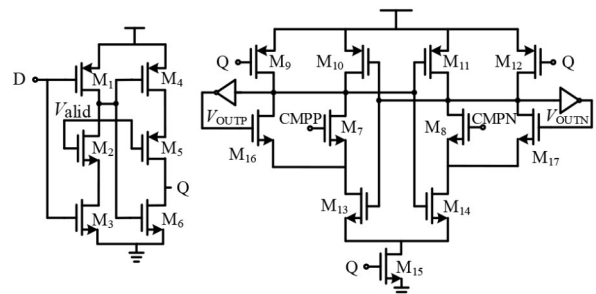 Q
M9
M10
M11
M12
Q
D
M1
M4
Valid
VOUTP
CMPP
M7
M8
CMPN
VOUTN
M2
M5
M16
M17
Q
M3
M6
M13
M14
Q
M15